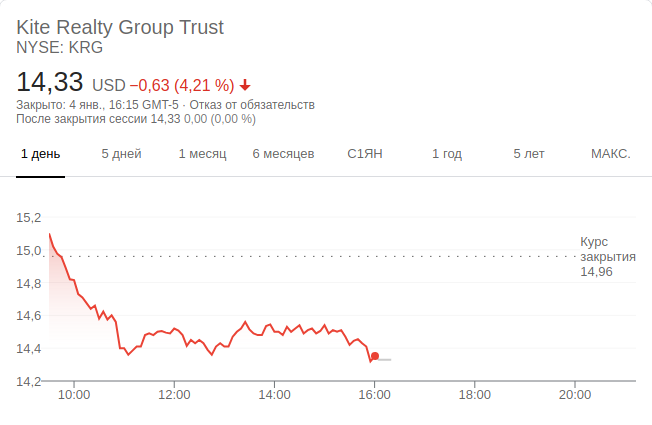 Kite Realty Group Trust
NYSE: KRG
14,33 USD −0,63 (4,21 %)
Закрыто: 4 янв., 16:15 GMT-5 · Отказ от обязательств
После закрытия сессии 14,33 0,00 (0,00 %)
1 день 5 дней 1 месяц 6 месяцев С1ЯН 1 год 5 лет МАКС.
15,2
15,0
14,8
14,6
14,4
14,2
Курс
закрытия
14,96
10:00 12:00 14:00 16:00 18:00 20:00